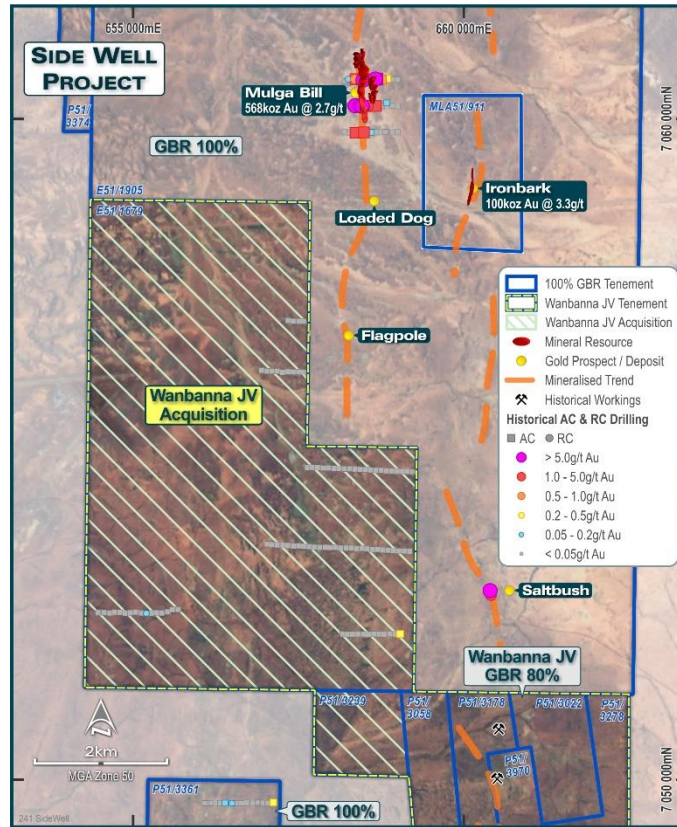 655 000mE
660 000mE
SIDE WELL
PROJECT
Mulga Bill
568koz Au @ 2.7g/t
P51/
3374
GBR 100%
MLA51/911
7 060 000mN
E51/1905
E51/1679
Ironbark
100koz Au @ 3.3g/t
Loaded Dog
Flagpole
100% GBR Tenement
Wanbanna JV Tenement
Wanbanna JV Acquisition
Mineral Resource
Gold Prospect / Deposit
Mineralised Trend
Historical Workings
Historical AC & RC Drilling
AC RC
> 5.0g/t Au
1.0 - 5.0g/t Au
0.5 - 1.0g/t Au
0.2 - 0.5g/t Au
0.05 - 0.2g/t Au
< 0.05g/t Au
Wanbanna JV
Acquisition
Saltbush
Wanbanna JV
GBR 80%
P51/3239
P51/
3058
P51/3178
P51/3022
P51/
3278
P51/
3970
2km
MGA Zone 50
7 050 000mN
P51/3361
GBR 100%
241 SideWell